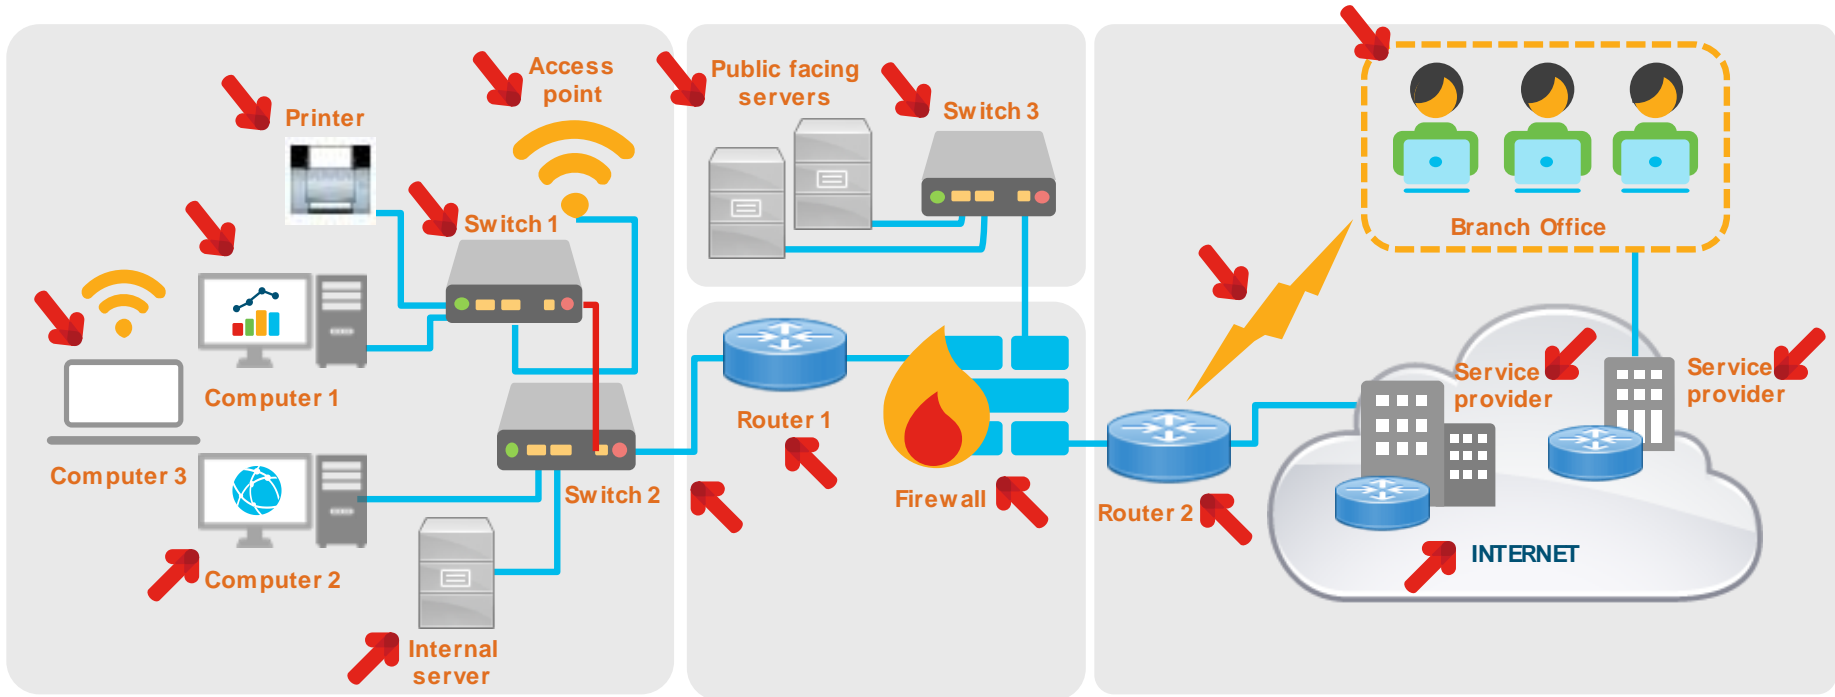 Access
point
Printer
Switch 1
Computer 1
Computer 3
Switch 2
Computer 2
Internal
server
Public facing
servers
Switch 3
Router 1
Firewall
Branch Office
Service
provider
Service
provider
Router 2
INTERNET